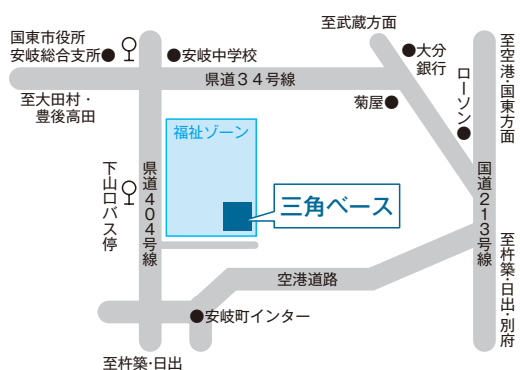 国東市役所
安岐総合支所
安岐中学校
至武蔵方面
大分
銀行
至空港・国東方面
ローソン
県道34号線
菊屋
至大田村・
豊後高田
福祉ゾーン
下山口バス停
県道404号線
三角ベース
国道213号線
至杵築・日出・別府
空港道路
安岐町インター
至杵築・日出